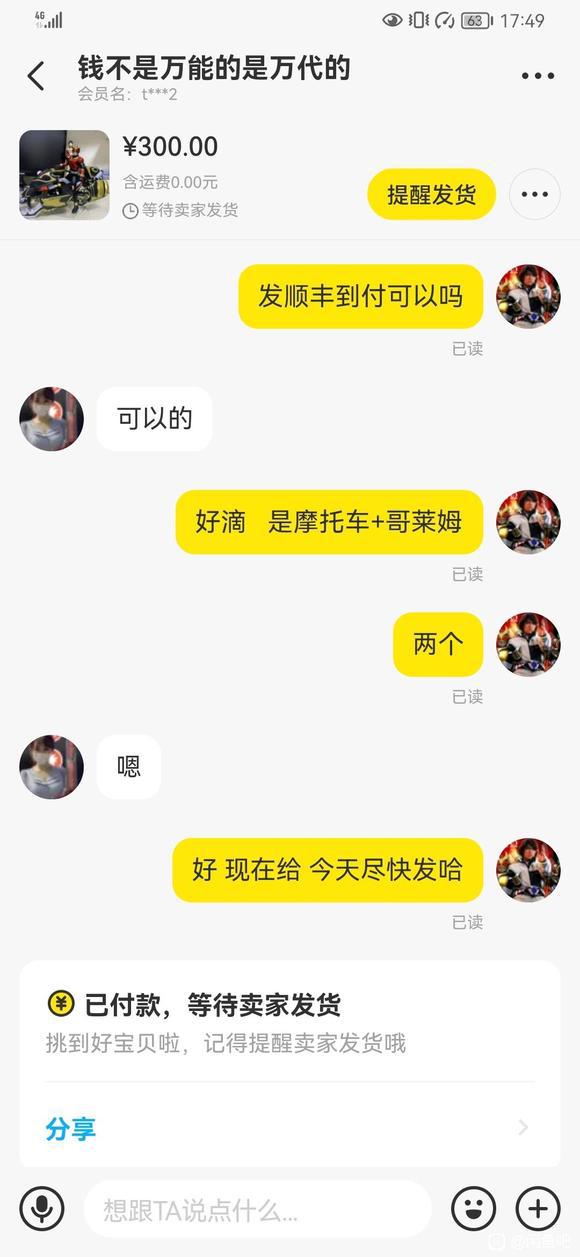 4G
63
17:49
钱不是万能的是万代的
会员名：t***2
¥300.00
含运费0.00元
等待卖家发货
提醒发货
发顺丰到付可以吗
已读
可以的
好滴 是摩托车+哥莱姆
已读
两个
已读
嗯
好 现在给 今天尽快发哈
已读
已付款，等待卖家发货
挑到好宝贝啦，记得提醒卖家发货哦
分享
想跟TA说点什么...
@闲鱼吧